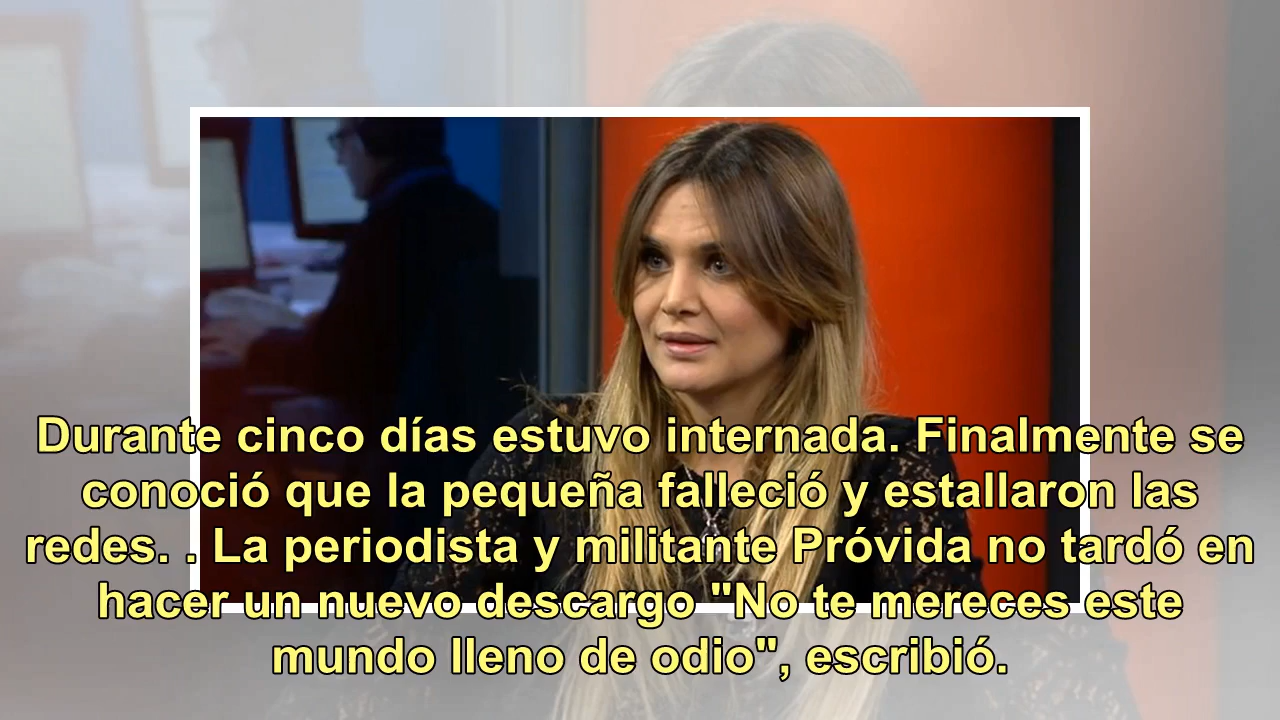 Durante cinco días estuvo internada. Finalmente se
conoció que la pequeña falleció y estallaron las
redes. . La periodista y militante Próvida no tardó en
hacer un nuevo descargo "No te mereces este
mundo lleno de odio", escribió.